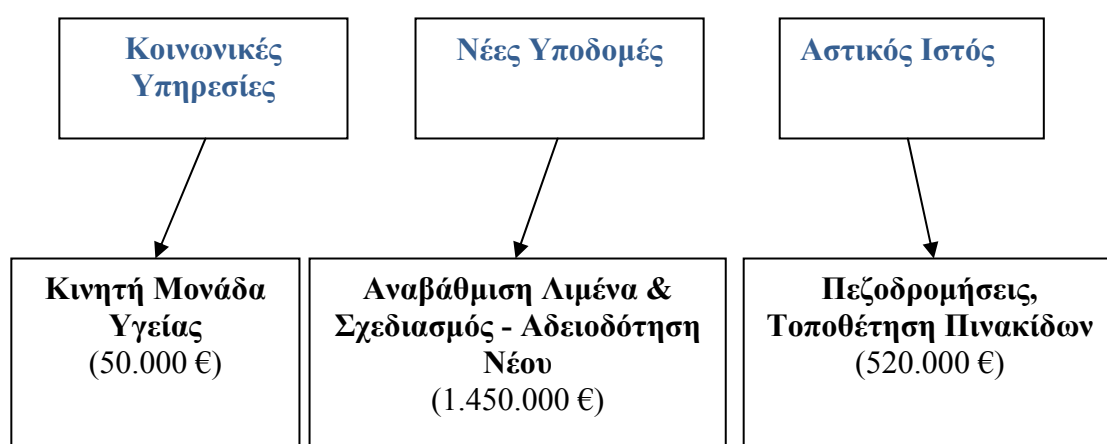 Κοινωνικές
Υπηρεσίες
Νέες Υποδομές
Αστικός Ιστός
Κινητή Μονάδα
Υγείας
(50.000 €)
Αναβάθμιση Λιμένα &
Σχεδιασμός - Αδειοδότηση
Νέου
(1.450.000 €)
Πεζοδρομήσεις,
Τοποθέτηση Πινακίδων
(520.000 €)